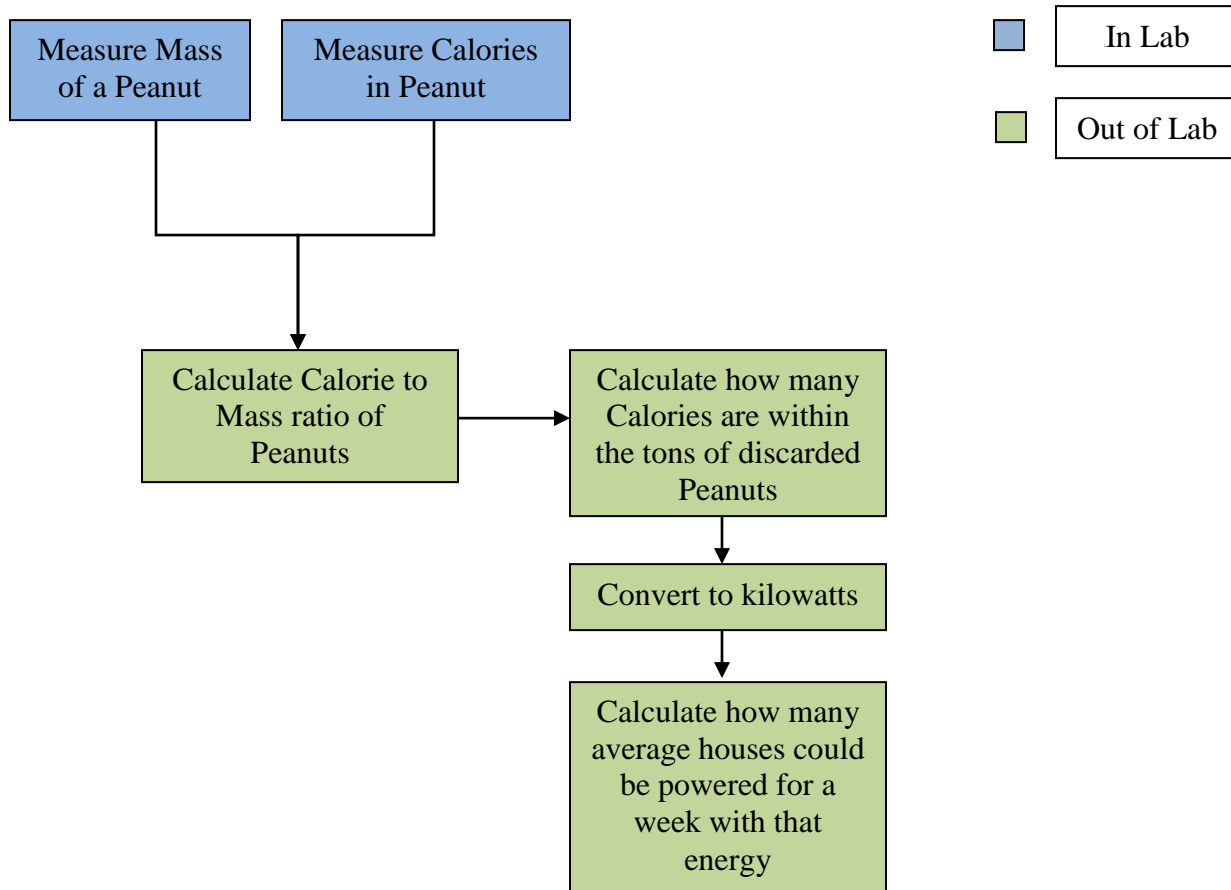 Measure Mass
of a Peanut
Measure Calories
in Peanut
In Lab
Out of Lab
Calculate Calorie to
Mass ratio of
Peanuts
Calculate how many
Calories are within
the tons of discarded
Peanuts
Convert to kilowatts
Calculate how many
average houses could
be powered for a
week with that
energy